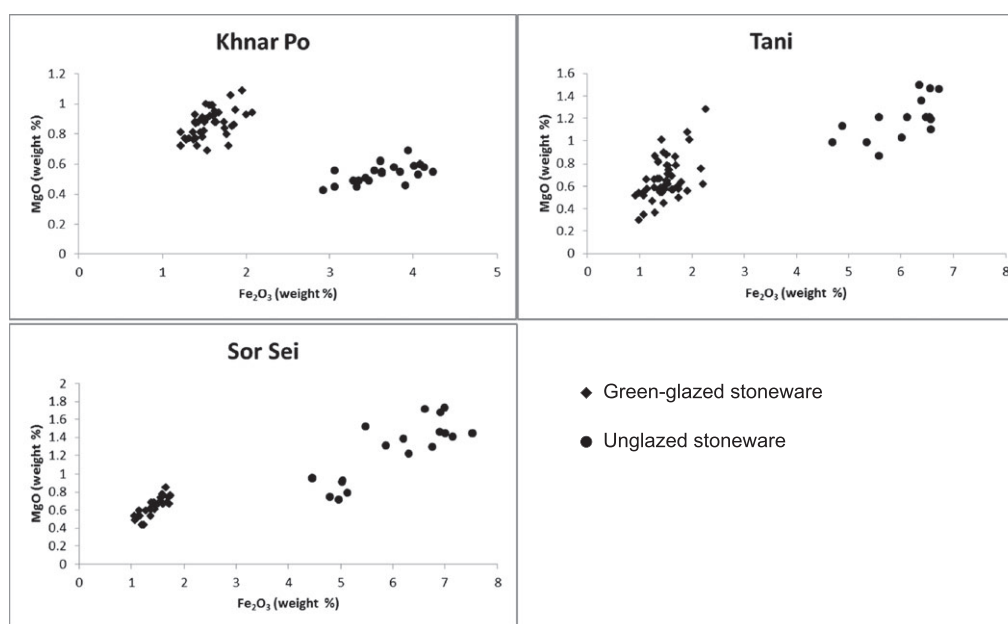 Khnar Po
1.2
1
0.8
0.6
0.4
0.2
0
MgO (weight %)
0 1 2 3 4 5
Fe₂O₃ (weight %)
Tani
1.6
1.4
1.2
1
0.8
0.6
0.4
0.2
0
MgO (weight %)
0 1 2 3 4 5 6 7 8
Fe₂O₃ (weight %)
Sor Sei
2
1.8
1.6
1.4
1.2
1
0.8
0.6
0.4
0.2
0
MgO (weight %)
0 1 2 3 4 5 6 7 8
Fe₂O₃ (weight %)
Green-glazed stoneware
Unglazed stoneware